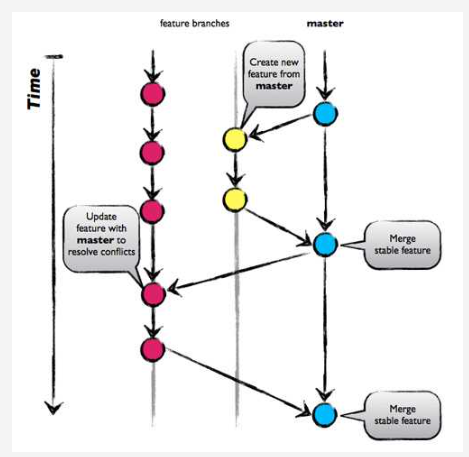 feature branches
master
Time
Create new
feature from
master
Update
feature with
master to
resolve conflicts
Merge
stable feature
Merge
stable feature